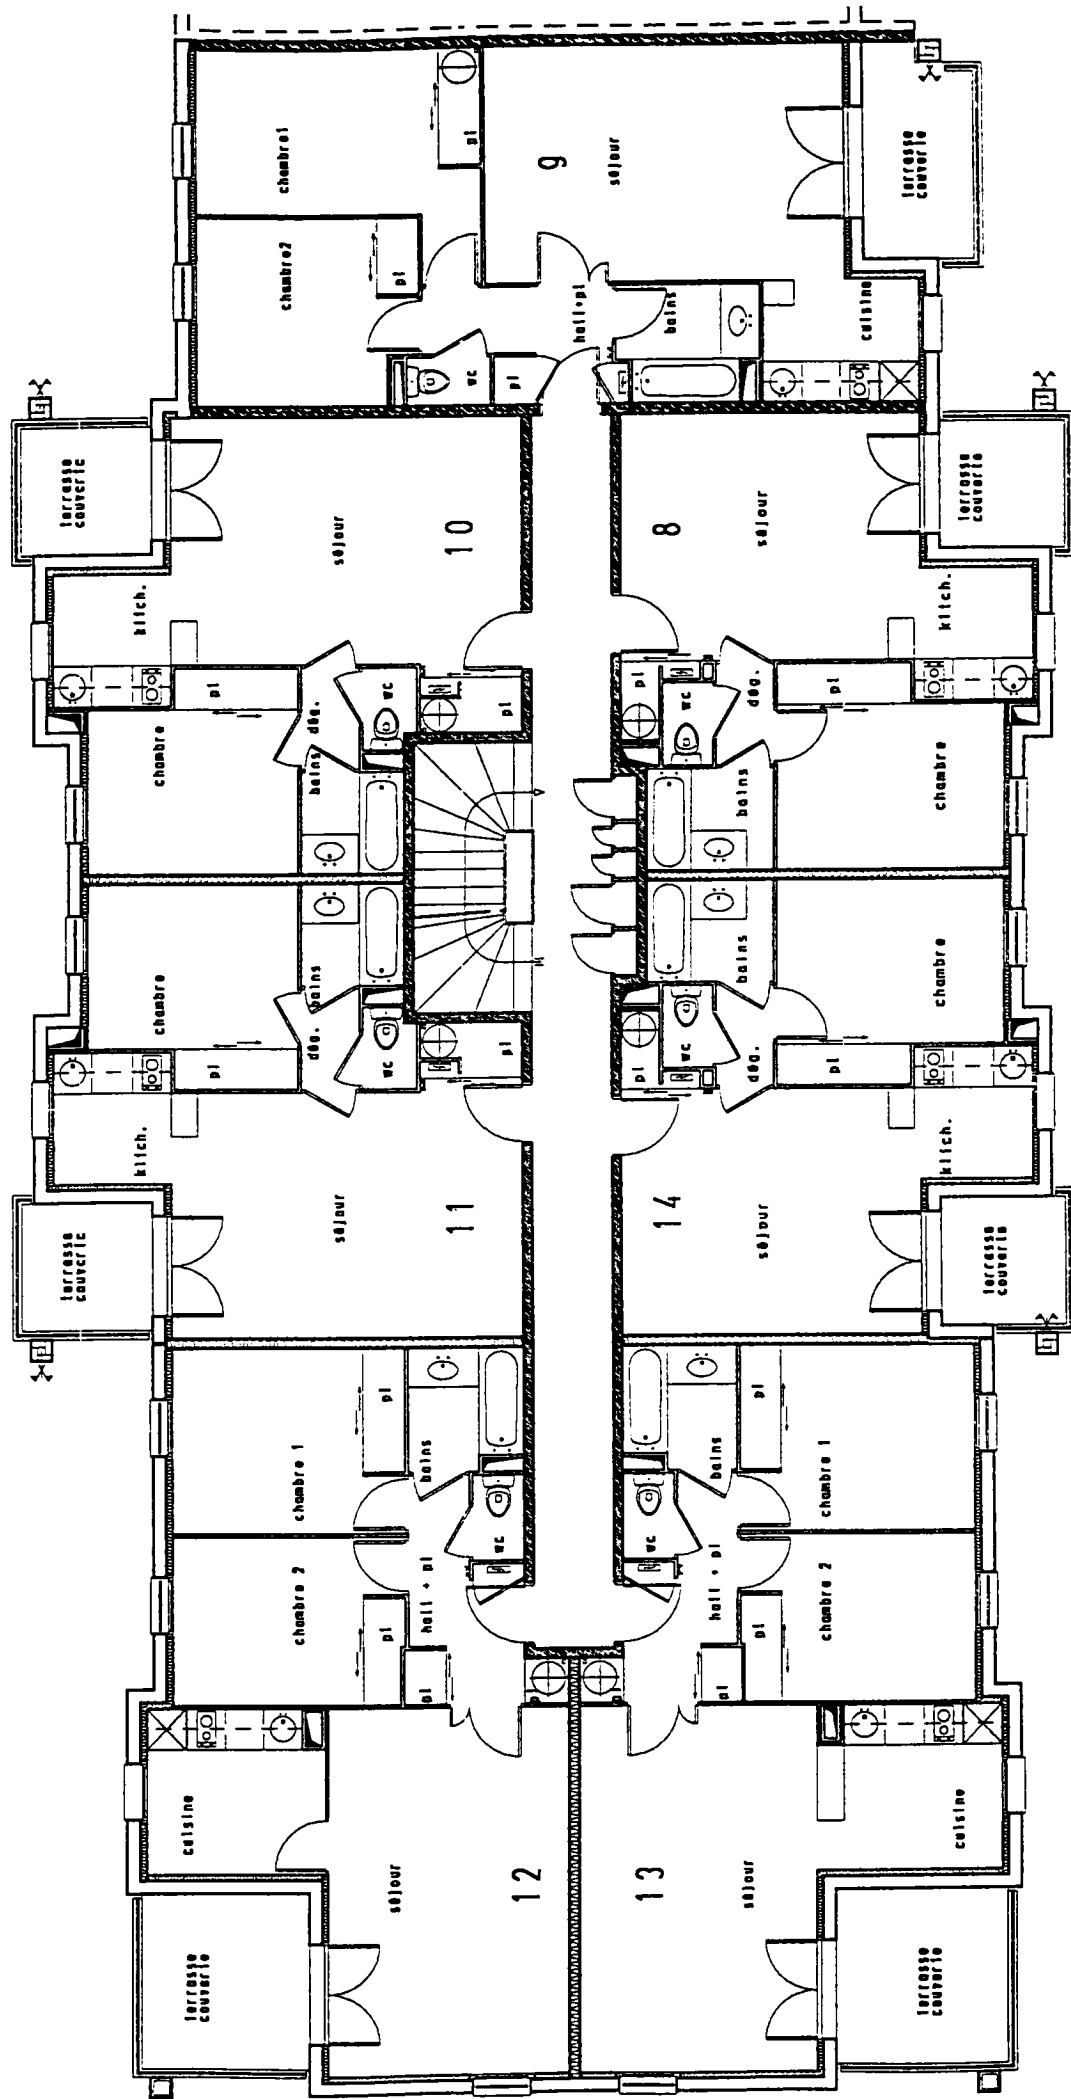 terrasse
couverte
cuisine
séjour
12
pl
pl
hall + pl
chambre 2
chambre 1
wc
bains
pl
terrasse
couverte
kitch.
séjour
11
pl
dég.
wc
pl
bains
chambre
chambre
bains
dég.
wc
pl
pl
kitch.
séjour
10
terrasse
couverte
chambre2
chambre1
pl
pl
wc
pl
hall+pl
bains
9
séjour
cuisine
terrasse
couverte
13
séjour
cuisine
terrasse
couverte
pl
pl
hall + pl
wc
bains
pl
chambre 2
chambre 1
14
séjour
kitch.
terrasse
couverte
pl
wc
dég.
pl
bains
chambre
bains
chambre
pl
wc
dég.
pl
8
séjour
kitch.
terrasse
couverte